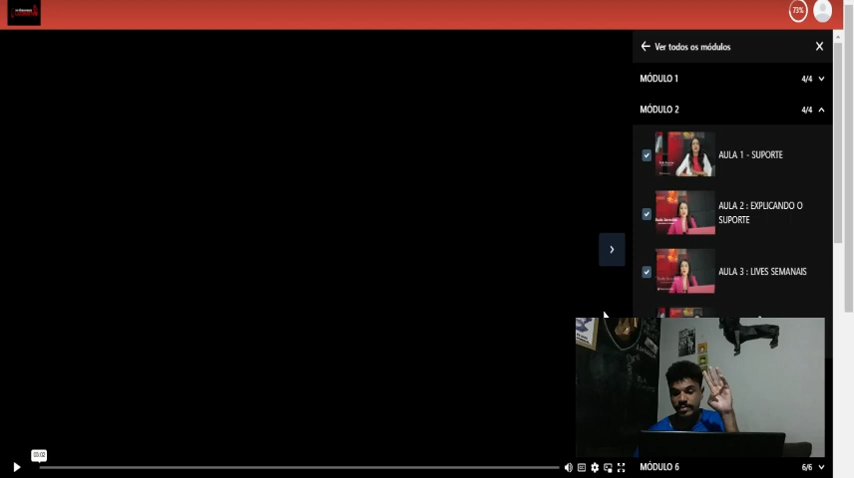 73%
Ver todos os módulos
MÓDULO 1
4/4
MÓDULO 2
4/4
AULA 1 - SUPORTE
AULA 2 : EXPLICANDO O
SUPORTE
AULA 3 : LIVES SEMANAIS
03:02
MÓDULO 6
6/6